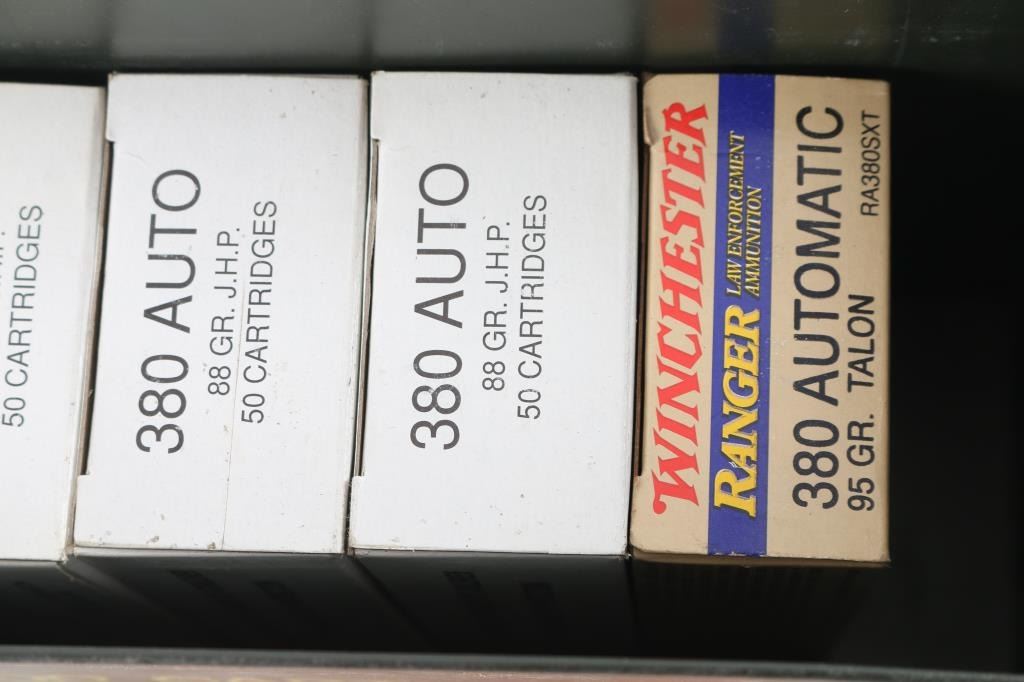 50 CARTRIDGES
380 AUTO
88 GR. J.H.P.
50 CARTRIDGES
380 AUTO
88 GR. J.H.P.
50 CARTRIDGES
WINCHESTER
RANGER LAW ENFORCEMENT
AMMUNITION
380 AUTOMATIC
95 GR. TALON RA380SXT